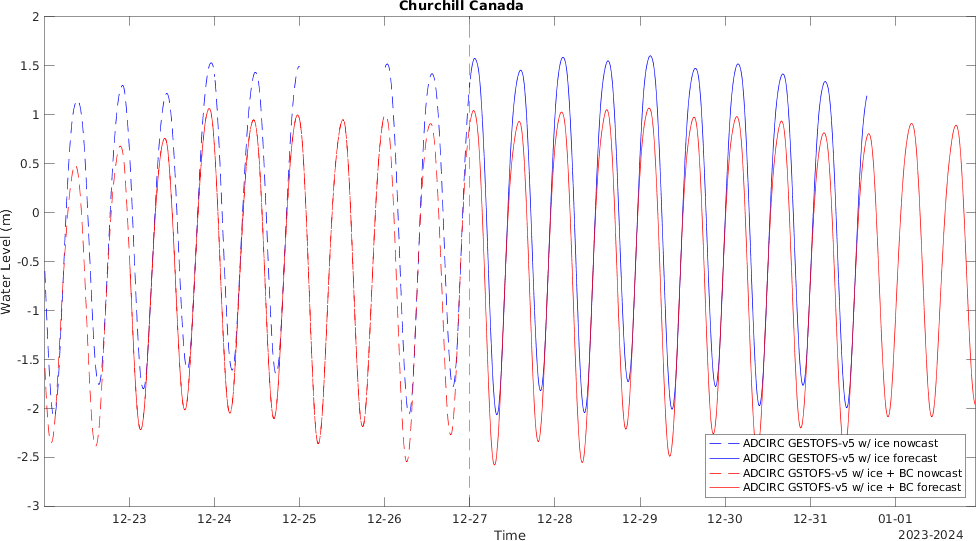 Churchill Canada
2
1.5
1
0.5
0
-0.5
-1
-1.5
-2
-2.5
-3
Water Level (m)
ADCIRC GESTOFS-v5 w/ ice nowcast
ADCIRC GESTOFS-v5 w/ ice forecast
ADCIRC GSTOFS-v5 w/ ice + BC nowcast
ADCIRC GSTOFS-v5 w/ ice + BC forecast
12-23 12-24 12-25 12-26 12-27 12-28 12-29 12-30 12-31 01-01
Time
2023-2024